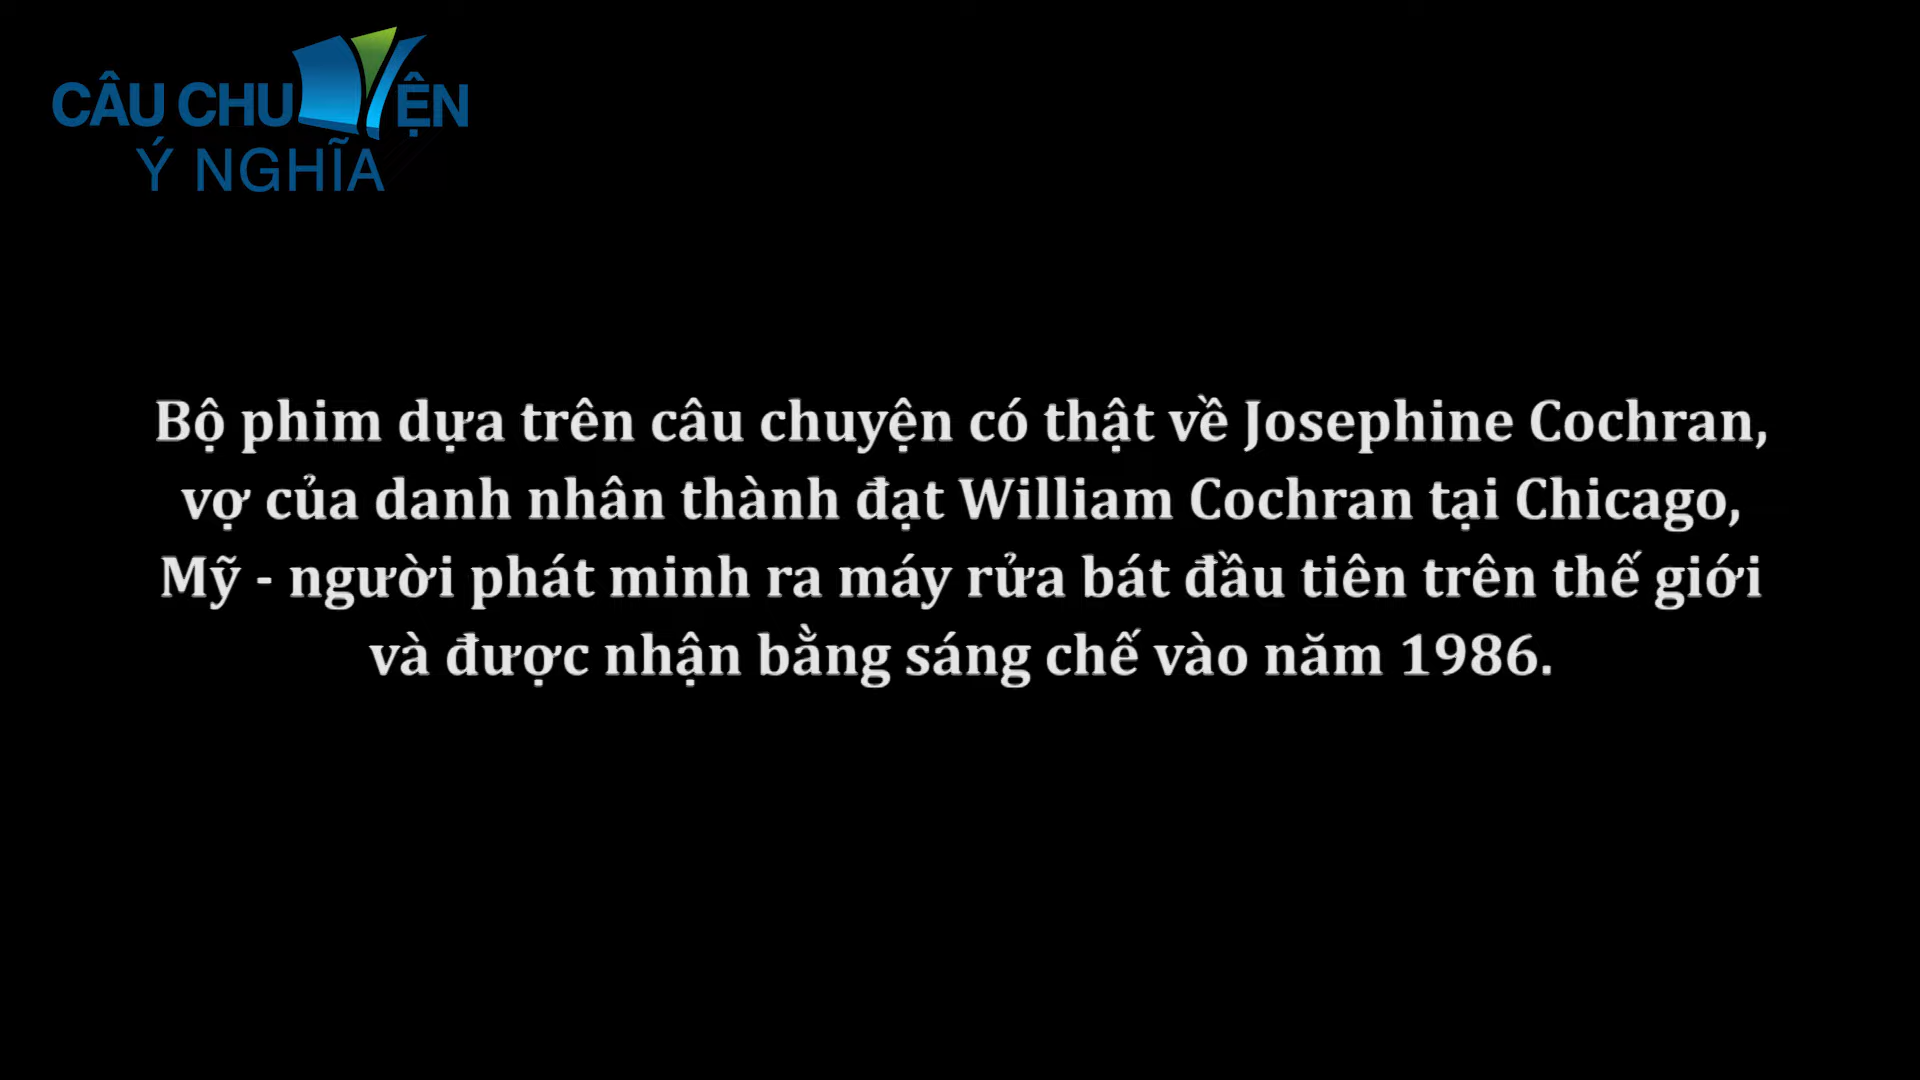 CÂU CHUYỆN
Ý NGHĨA
Bộ phim dựa trên câu chuyện có thật về Josephine Cochran,
vợ của danh nhân thành đạt William Cochran tại Chicago,
Mỹ - người phát minh ra máy rửa bát đầu tiên trên thế giới
và được nhận bằng sáng chế vào năm 1986.